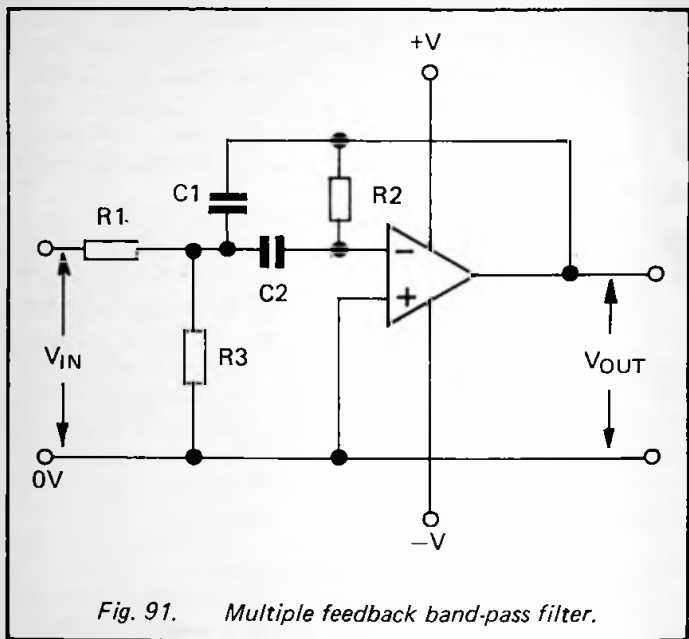 +V
C1
R2
R1
C2
−
+
VIN
R3
VOUT
0V
−V
Fig. 91. Multiple feedback band-pass filter.